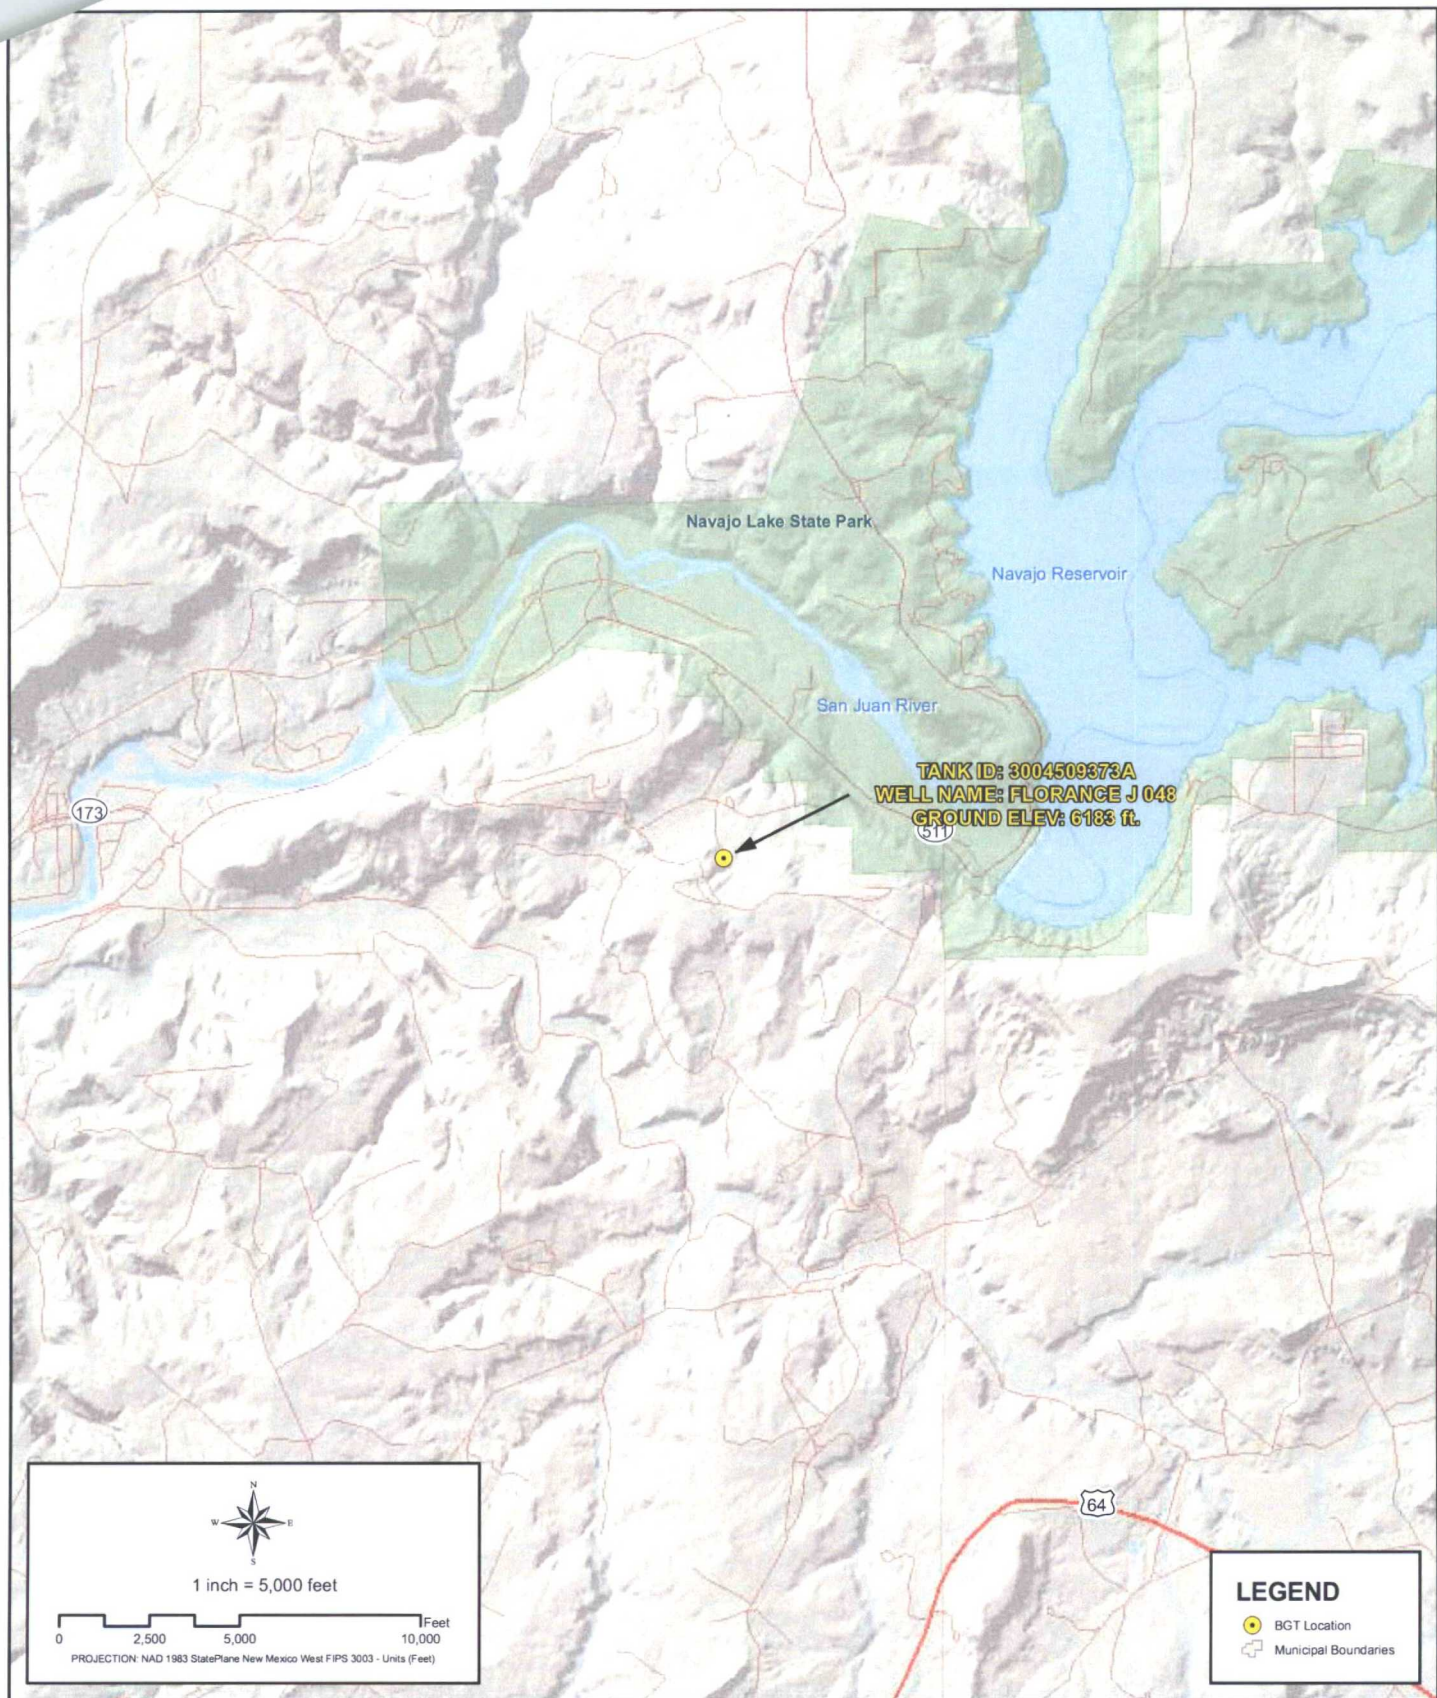 Navajo Lake State Park
Navajo Reservoir
San Juan River
TANK ID: 3004509373A
WELL NAME: FLORANCE J 048
GROUND ELEV: 6183 ft.
173
511
64
N
W E
S
1 inch = 5,000 feet
Feet
0 2,500 5,000 10,000
PROJECTION: NAD 1983 StatePlane New Mexico West FIPS 3003 - Units (Feet)
LEGEND
BGT Location
Municipal Boundaries